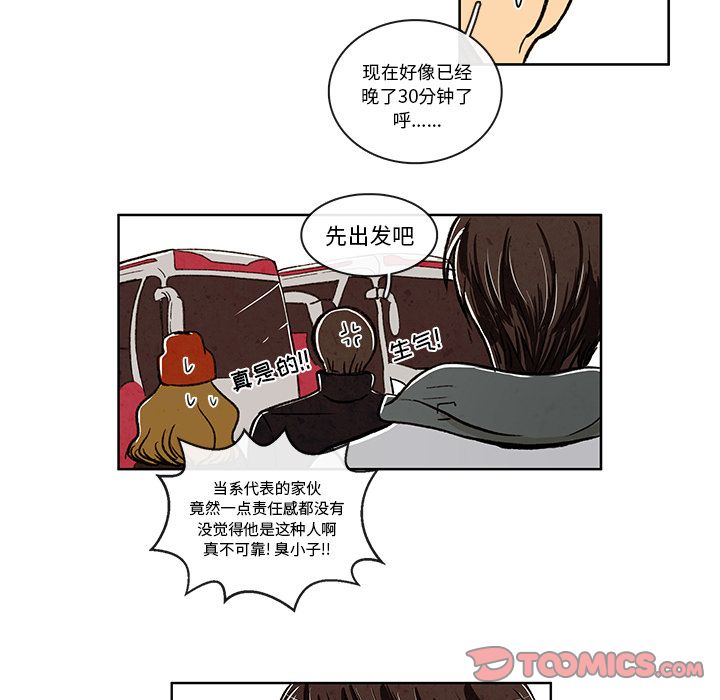 现在好像已经
晚了30分钟了
呼......
先出发吧
真是的!!
生气!
当系代表的家伙
竟然一点责任感都没有
没觉得他是这种人啊
真不可靠! 臭小子!!
TOOMICS.COM